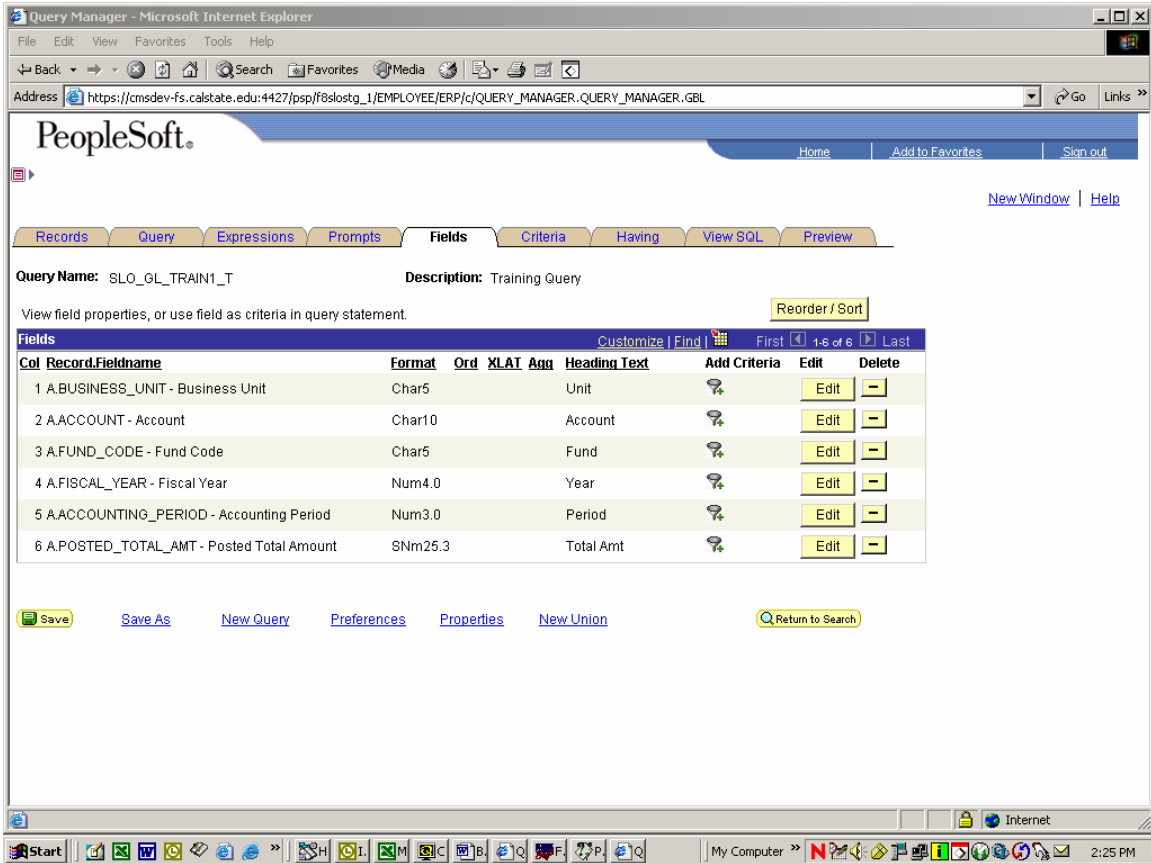 Query Manager - Microsoft Internet Explorer
File Edit View Favorites Tools Help
Back Search Favorites Media
Address https://cmsdev-fs.calstate.edu:4427/psp/f8slostg_1/EMPLOYEE/ERP/c/QUERY_MANAGER.QUERY_MANAGER.GBL Go Links »
PeopleSoft®
Home Add to Favorites Sign out
New Window | Help
Records Query Expressions Prompts Fields Criteria Having View SQL Preview
Query Name: SLO_GL_TRAIN1_T Description: Training Query
View field properties, or use field as criteria in query statement. Reorder / Sort
Fields Customize | Find | First 1-6 of 6 Last
Col Record.Fieldname Format Ord XLAT Agg Heading Text Add Criteria Edit Delete
1 A.BUSINESS_UNIT - Business Unit Char5 Unit Edit
2 A.ACCOUNT - Account Char10 Account Edit
3 A.FUND_CODE - Fund Code Char5 Fund Edit
4 A.FISCAL_YEAR - Fiscal Year Num4.0 Year Edit
5 A.ACCOUNTING_PERIOD - Accounting Period Num3.0 Period Edit
6 A.POSTED_TOTAL_AMT - Posted Total Amount SNm25.3 Total Amt Edit
Save Save As New Query Preferences Properties New Union Return to Search
Internet
Start » H I. M C B. Q F. P. Q My Computer » 2:25 PM